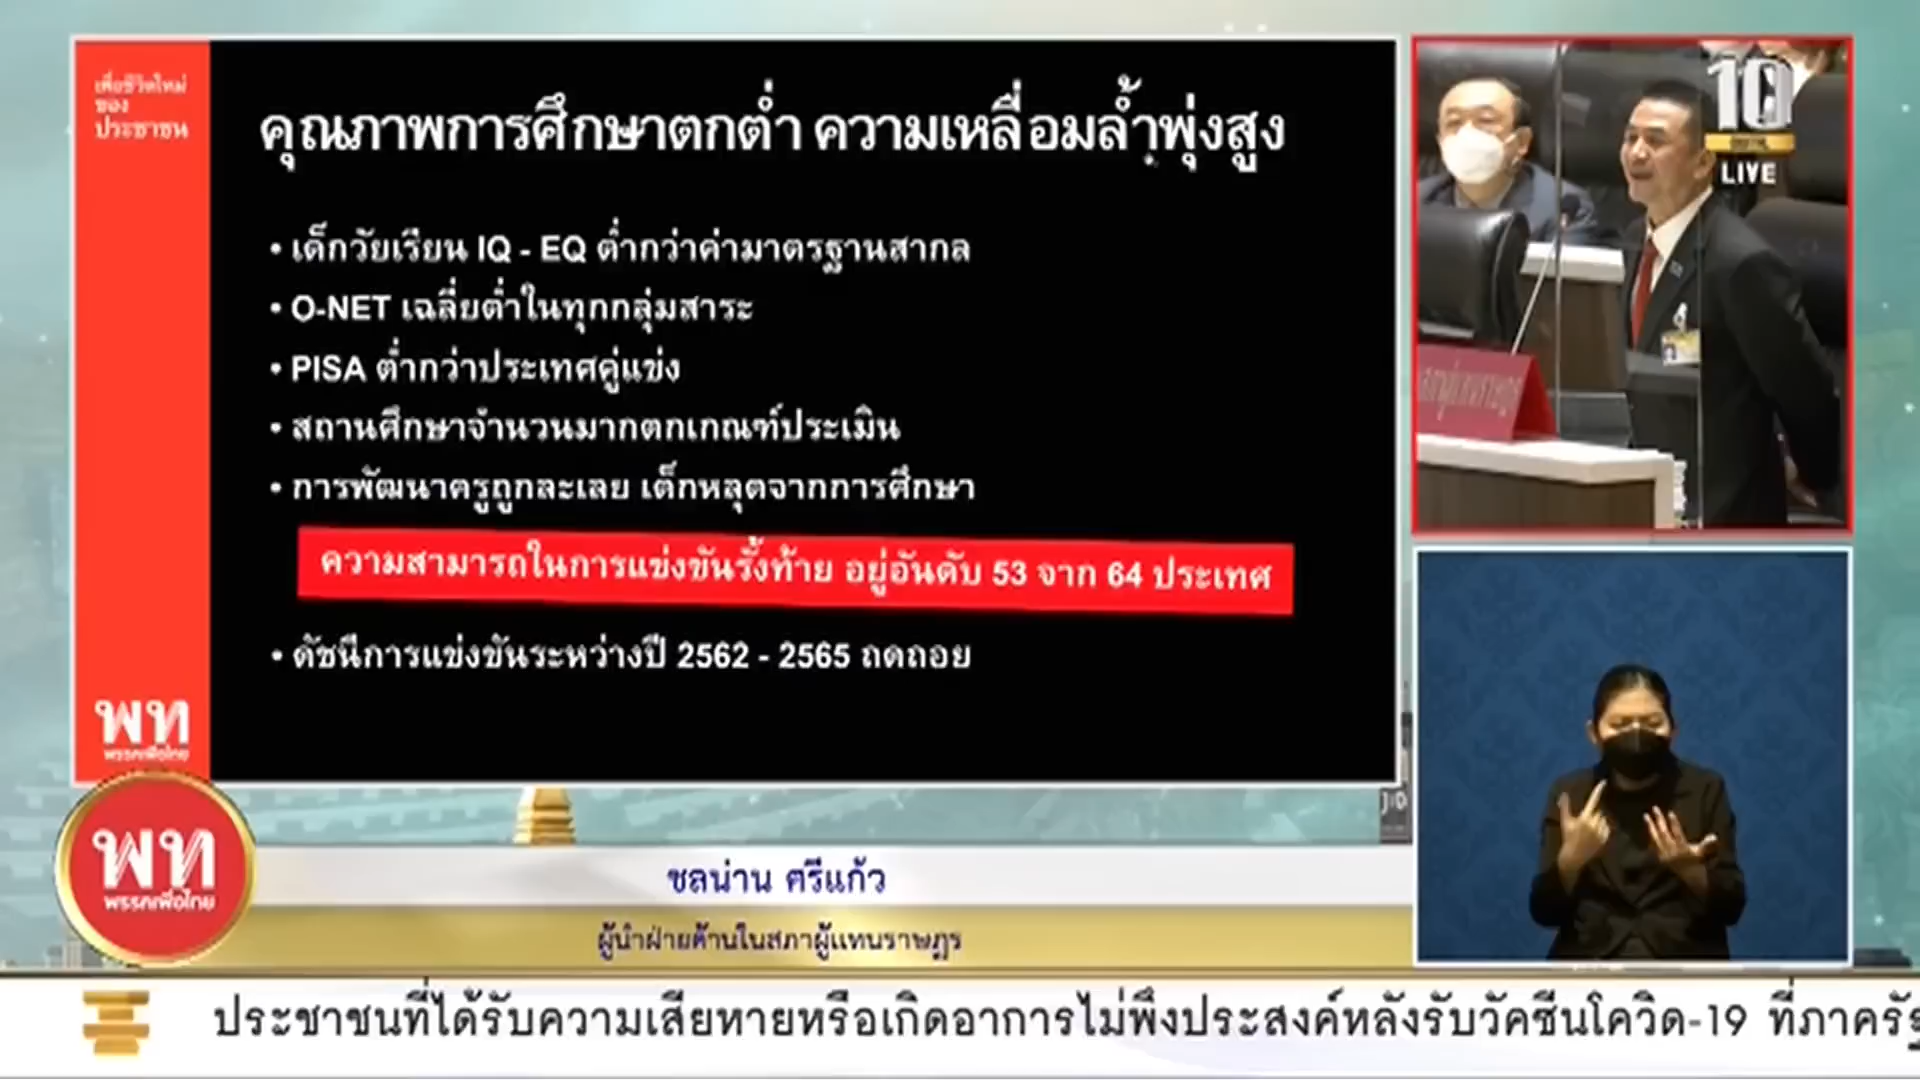 เพื่อชีวิตใหม่
ของ
ประชาชน
คุณภาพการศึกษาตกต่ำ ความเหลื่อมล้ำพุ่งสูง
• เด็กวัยเรียน IQ - EQ ต่ำกว่าค่ามาตรฐานสากล
• O-NET เฉลี่ยต่ำในทุกกลุ่มสาระ
• PISA ต่ำกว่าประเทศคู่แข่ง
• สถานศึกษาจำนวนมากตกเกณฑ์ประเมิน
• การพัฒนาครูถูกละเลย เด็กหลุดจากการศึกษา
ความสามารถในการแข่งขันรั้งท้าย อยู่อันดับ 53 จาก 64 ประเทศ
• ดัชนีการแข่งขันระหว่างปี 2562 - 2565 ถดถอย
พท
พรรคเพื่อไทย
10
LIVE
พท
พรรคเพื่อไทย
ชลน่าน ศรีแก้ว
ผู้นำฝ่ายค้านในสภาผู้แทนราษฎร
ประชาชนที่ได้รับความเสียหายหรือเกิดอาการไม่พึงประสงค์หลังรับวัคซีนโควิด-19 ที่ภาครัฐ